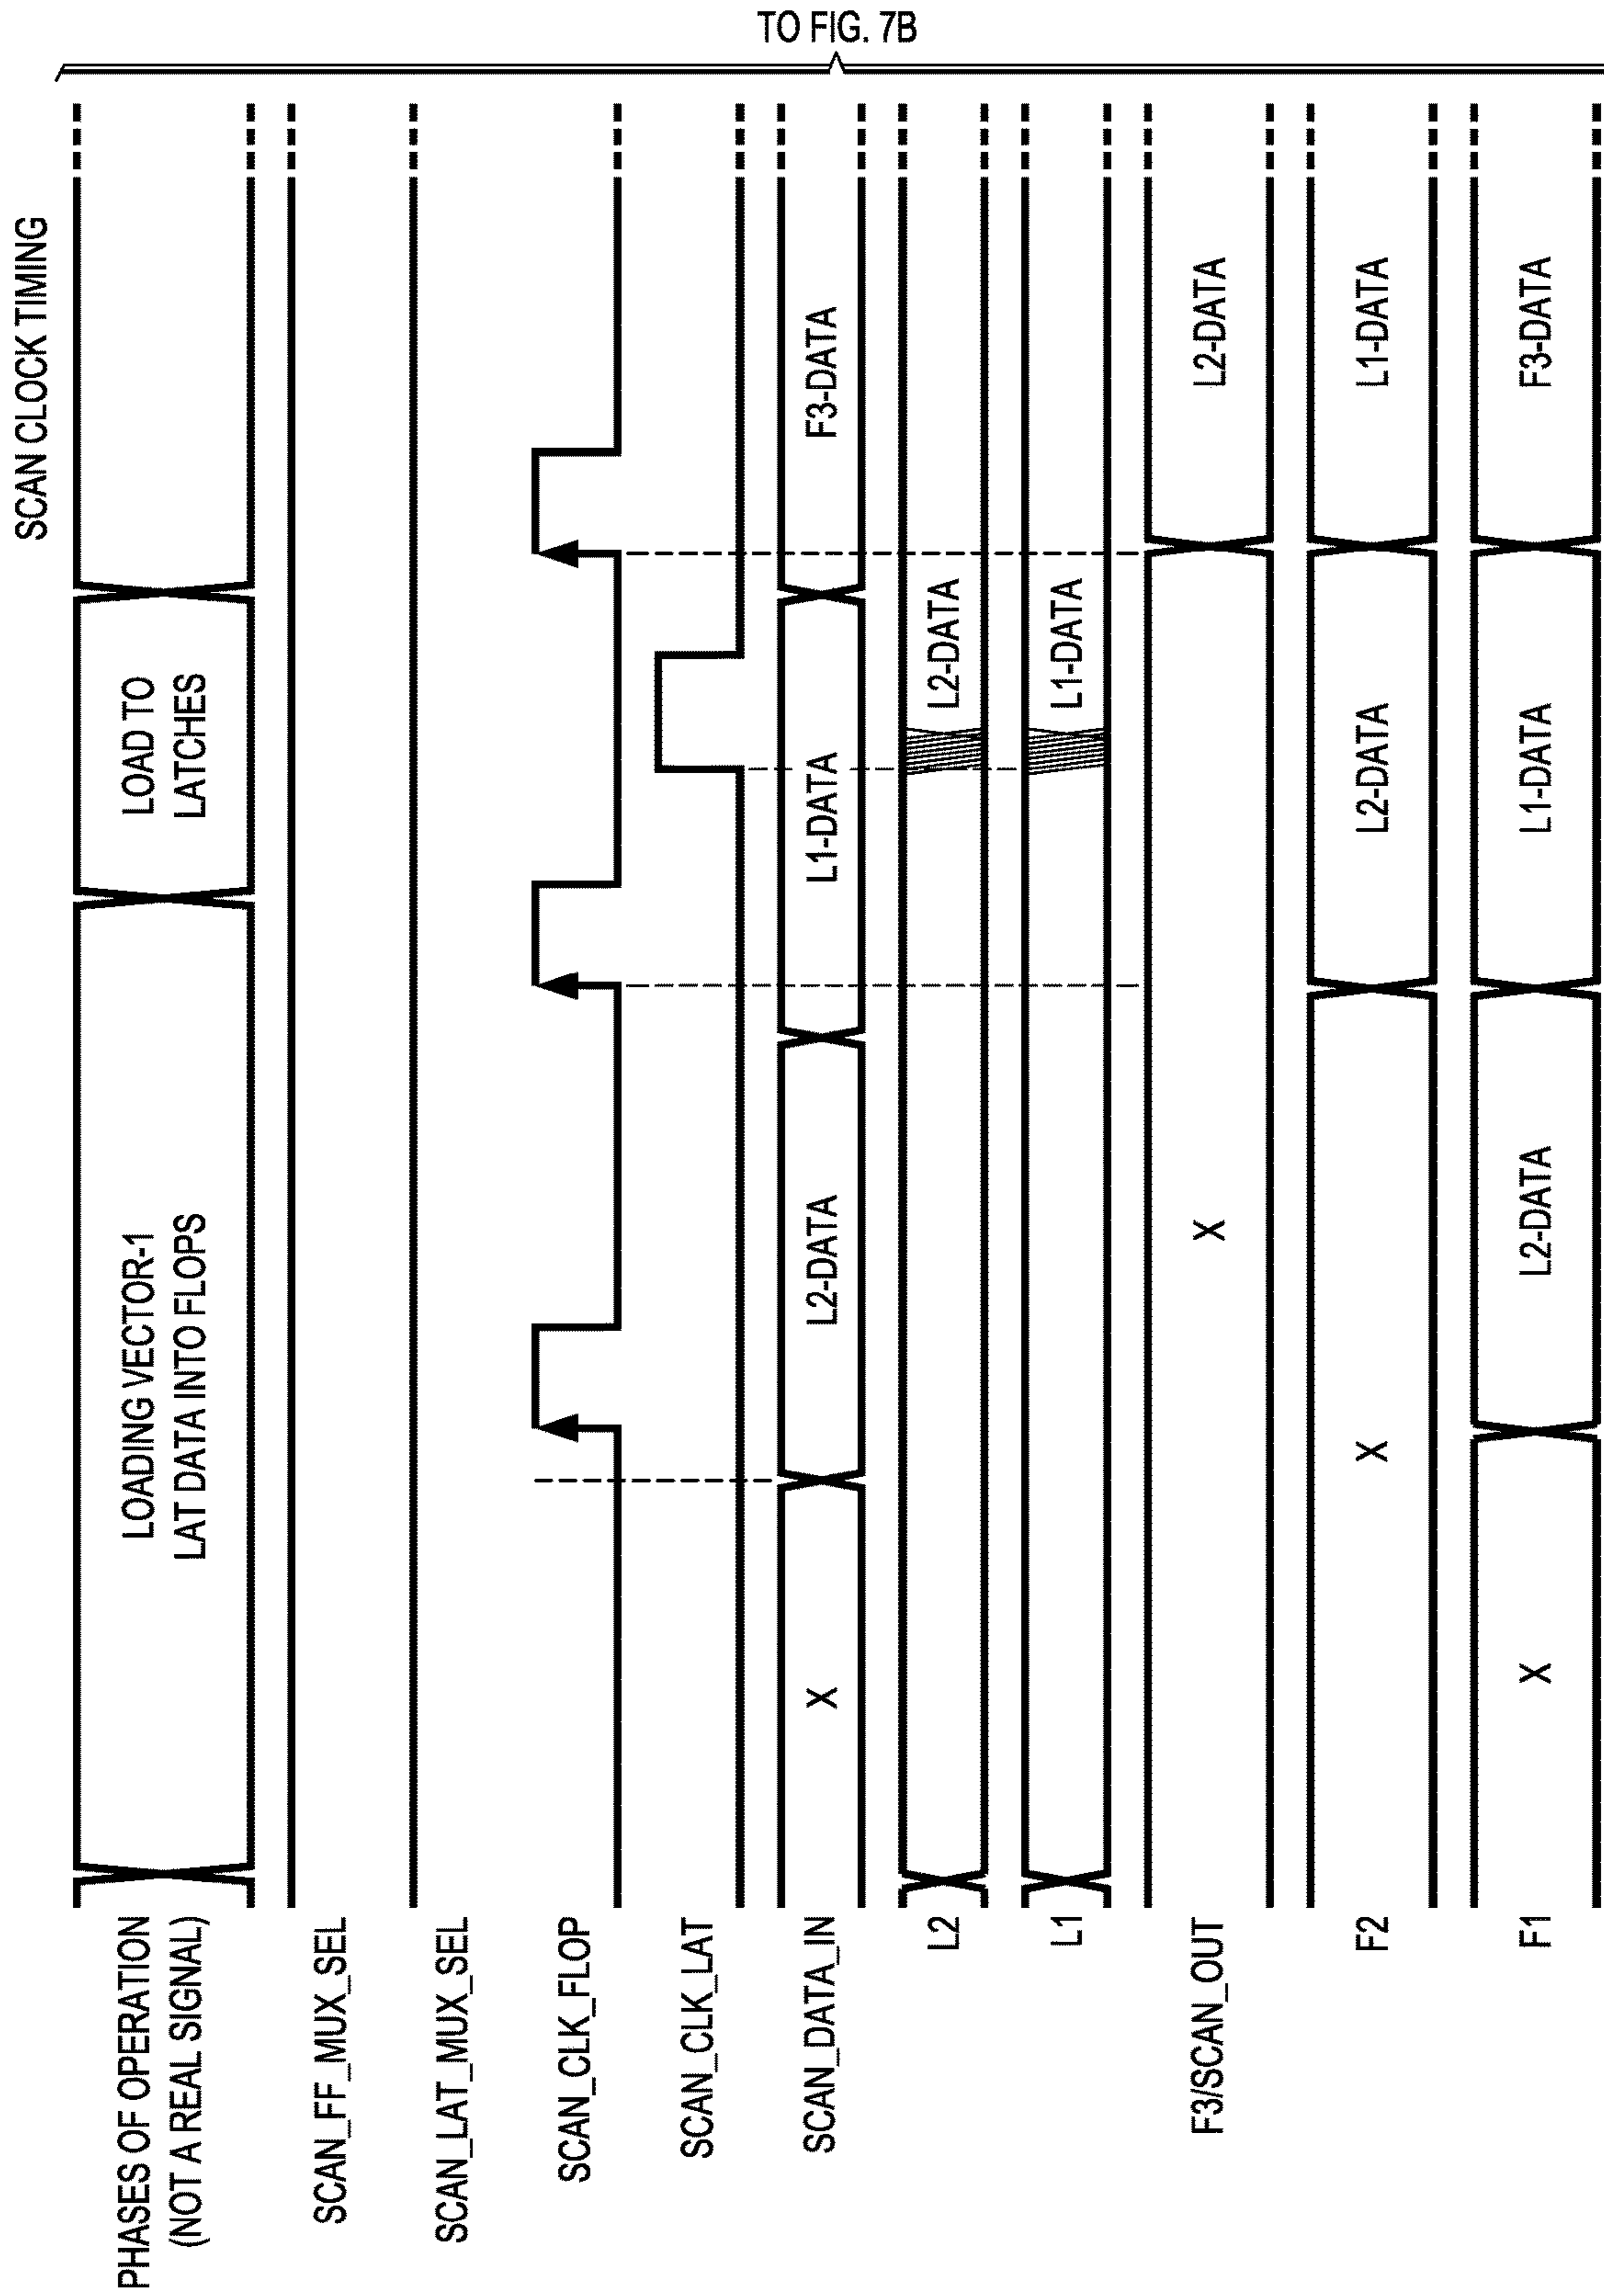 SCAN CLOCK TIMING
PHASES OF OPERATION
(NOT A REAL SIGNAL)
LOADING VECTOR-1
LAT DATA INTO FLOPS
LOAD TO
LATCHES
SCAN_FF_MUX_SEL
SCAN_LAT_MUX_SEL
SCAN_CLK_FLOP
SCAN_CLK_LAT
SCAN_DATA_IN
X
L2-DATA
L1-DATA
F3-DATA
L2
L2-DATA
L1
L1-DATA
F3/SCAN_OUT
X
L2-DATA
F2
X
L2-DATA
L1-DATA
F1
X
L2-DATA
L1-DATA
F3-DATA
TO FIG. 7B